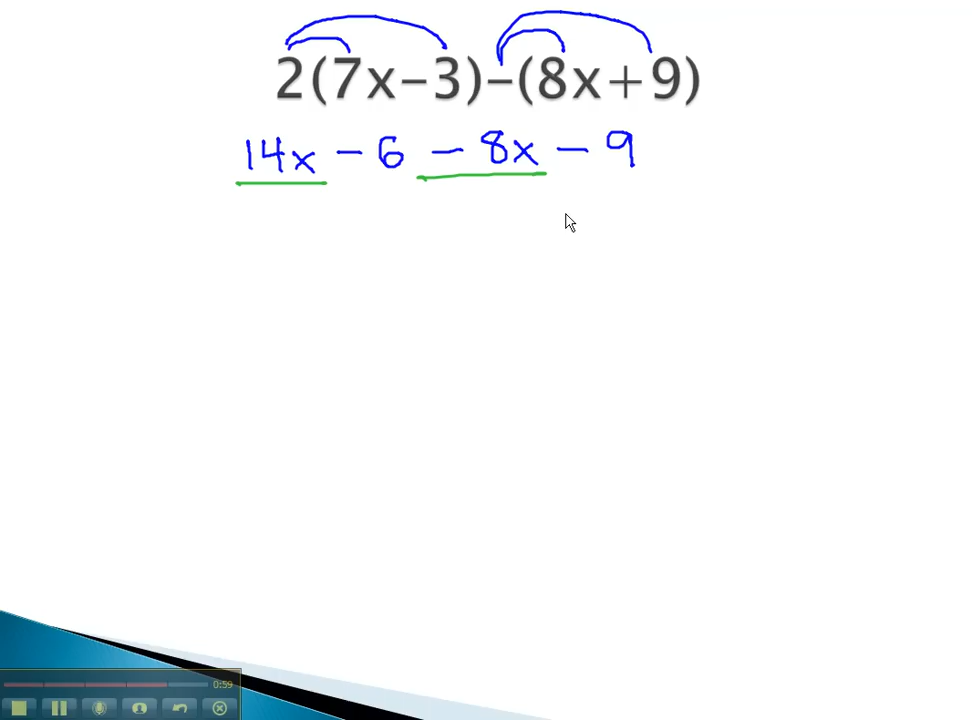 2(7x−3)−(8x+9)
14x − 6 − 8x − 9
0:59